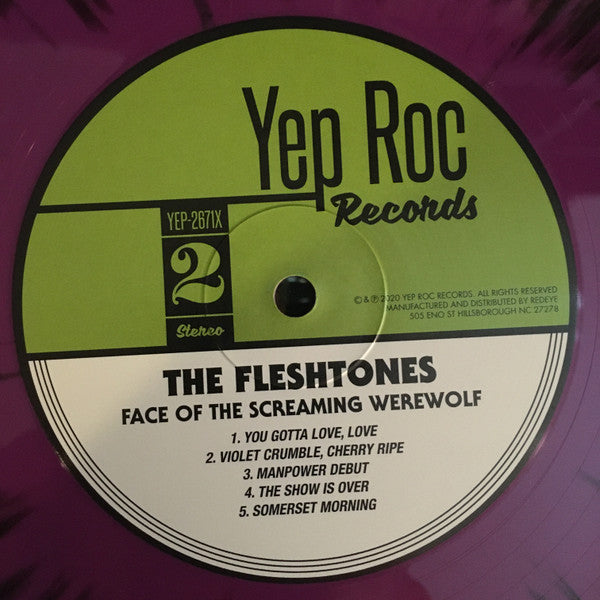 Yep Roc
Records
YEP-2671X
2
Stereo
© & ℗ 2020 YEP ROC RECORDS. ALL RIGHTS RESERVED
MANUFACTURED AND DISTRIBUTED BY REDEYE
505 ENO ST HILLSBOROUGH NC 27278
THE FLESHTONES
FACE OF THE SCREAMING WEREWOLF
1. YOU GOTTA LOVE, LOVE
2. VIOLET CRUMBLE, CHERRY RIPE
3. MANPOWER DEBUT
4. THE SHOW IS OVER
5. SOMERSET MORNING